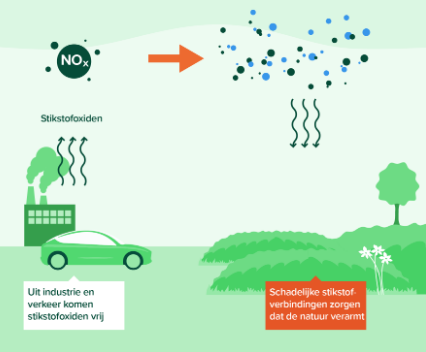 NOx
Stikstofoxiden
Uit industrie en
verkeer komen
stikstofoxiden vrij
Schadelijke stikstof-
verbindingen zorgen
dat de natuur verarmt